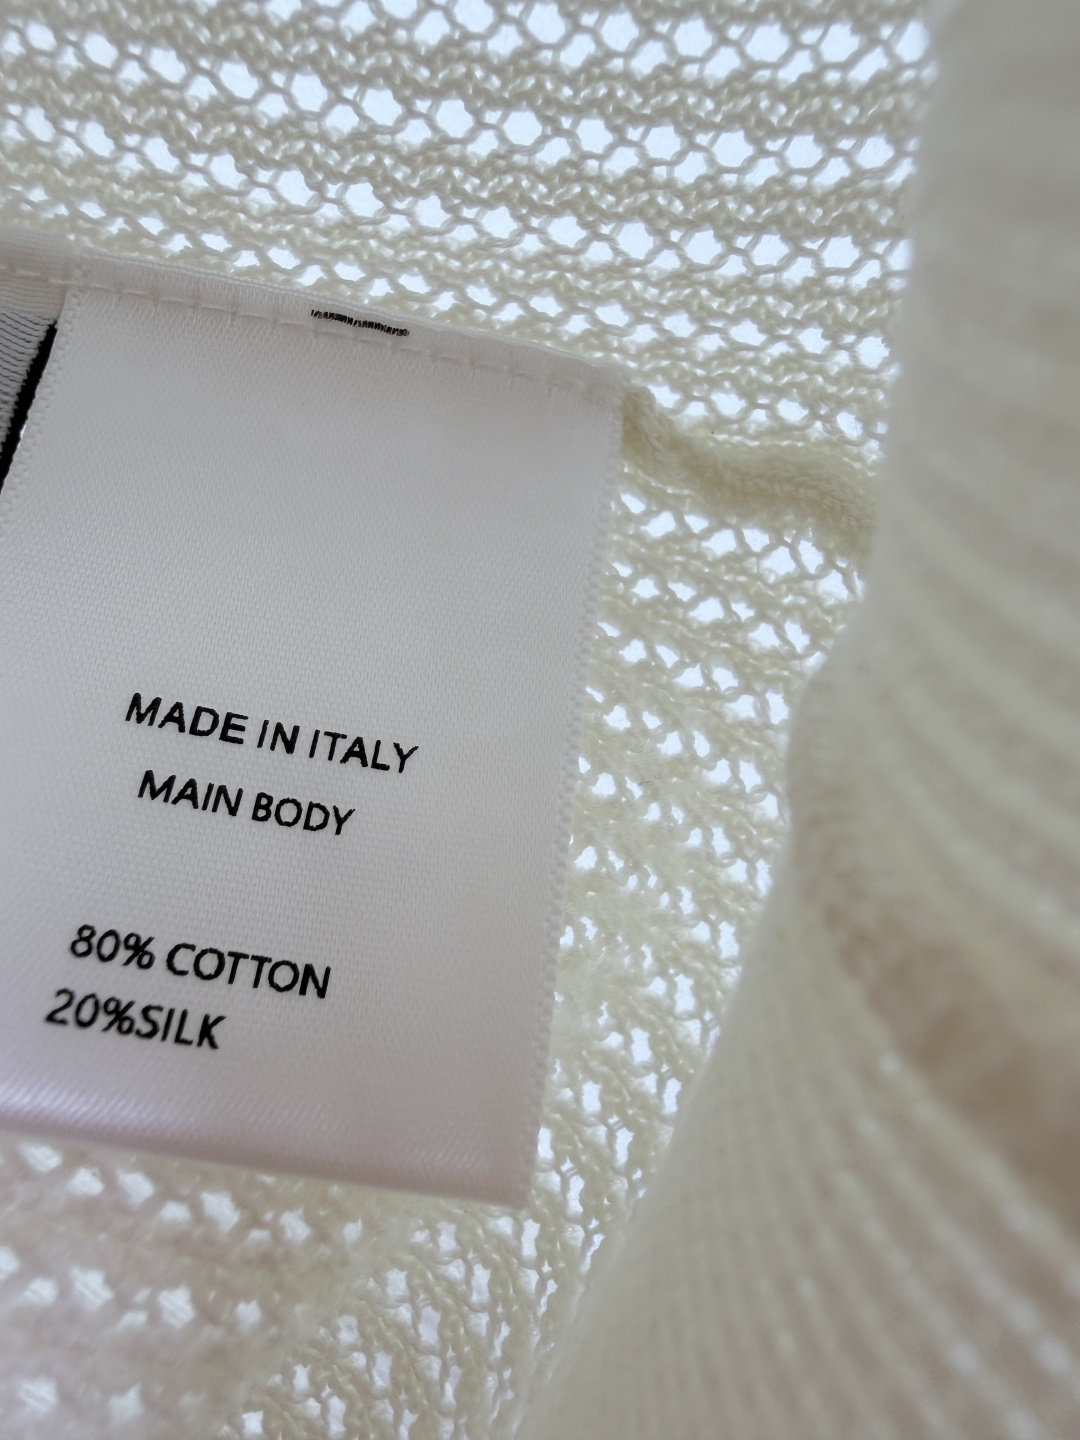 MADE IN ITALY
MAIN BODY
80% COTTON
20%SILK